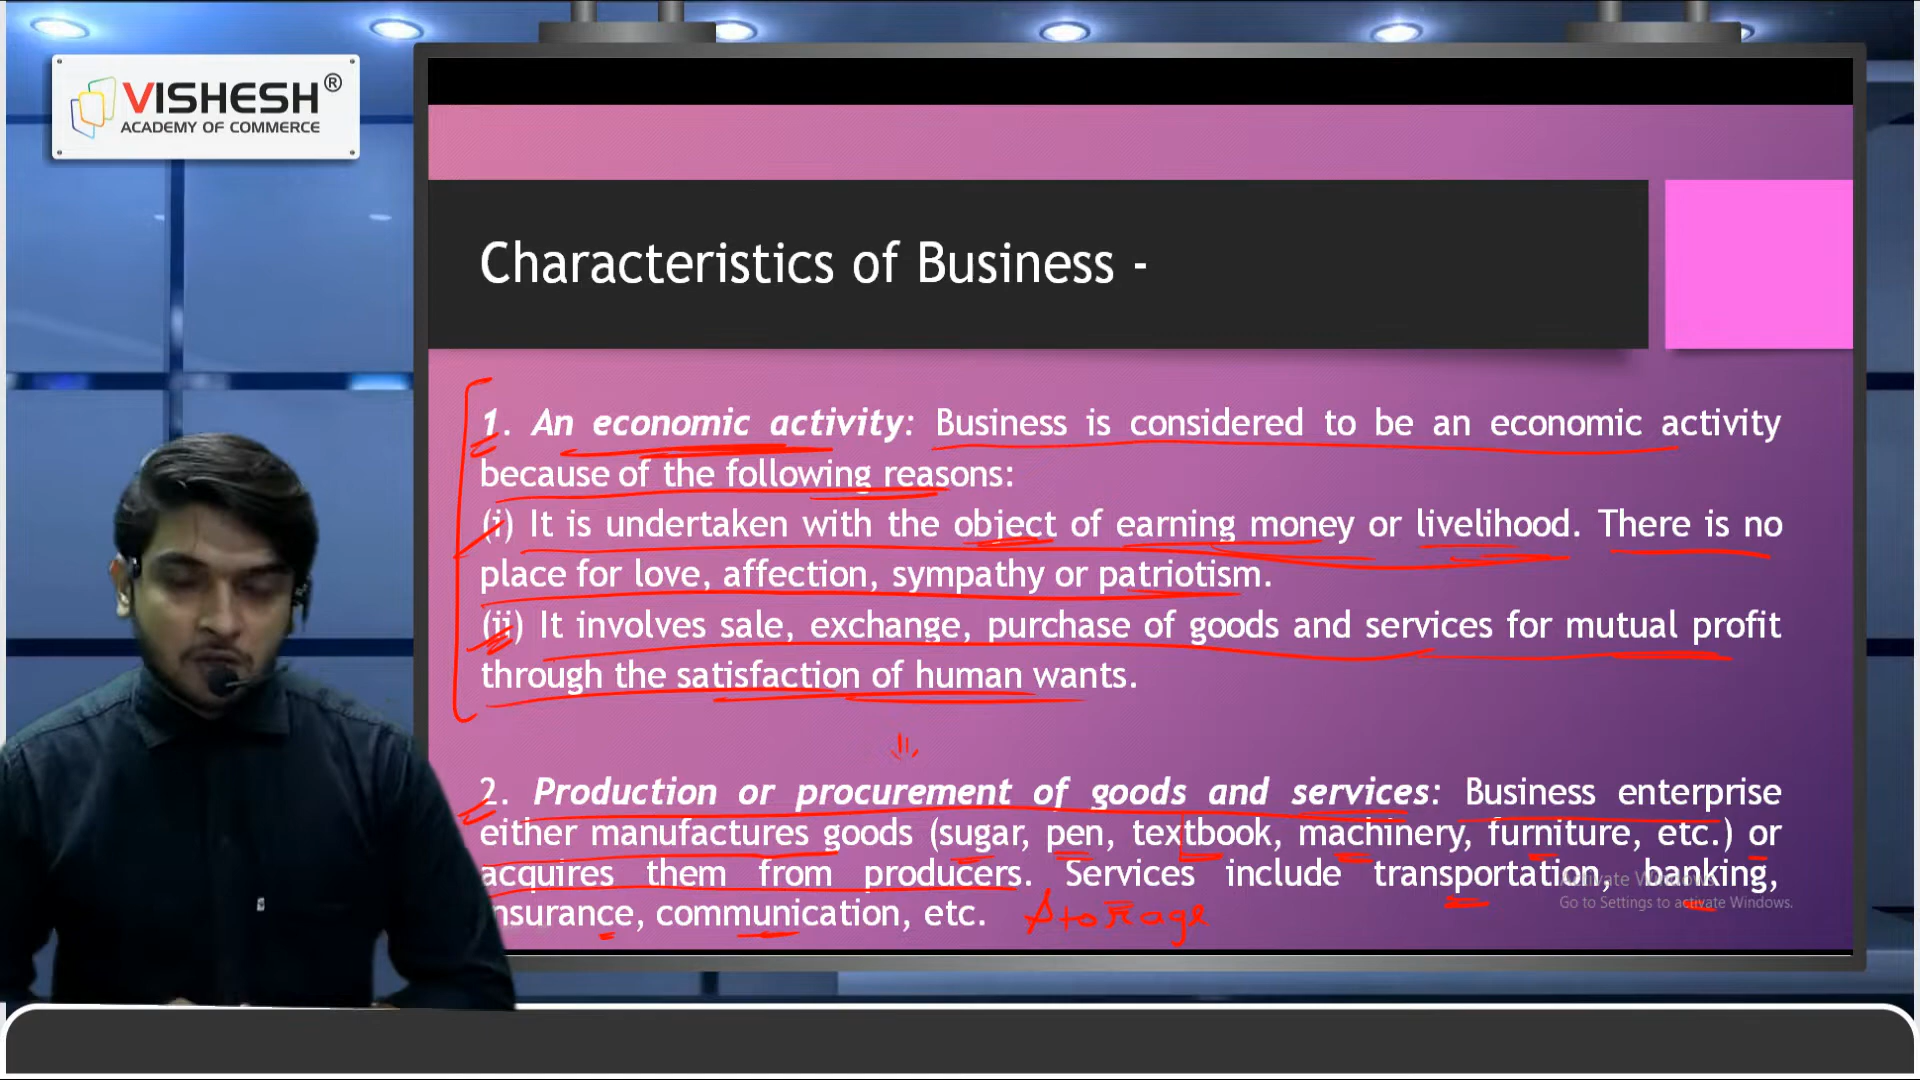 VISHESH®
ACADEMY OF COMMERCE
Characteristics of Business -
1. An economic activity: Business is considered to be an economic activity
because of the following reasons:
(i) It is undertaken with the object of earning money or livelihood. There is no
place for love, affection, sympathy or patriotism.
(ii) It involves sale, exchange, purchase of goods and services for mutual profit
through the satisfaction of human wants.
2. Production or procurement of goods and services: Business enterprise
either manufactures goods (sugar, pen, textbook, machinery, furniture, etc.) or
acquires them from producers. Services include transportation, banking,
insurance, communication, etc. Storage
Activate Windows
Go to Settings to activate Windows.